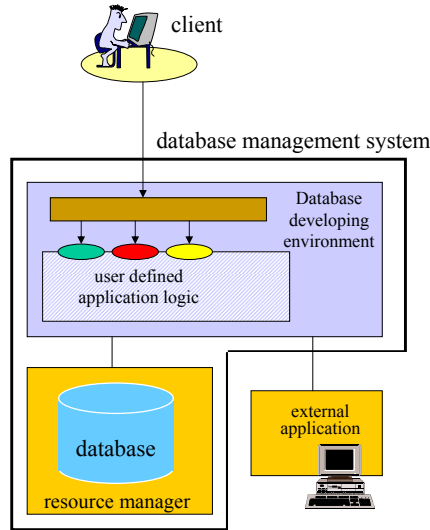 client
database management system
Database
developing
environment
user defined
application logic
database
resource manager
external
application